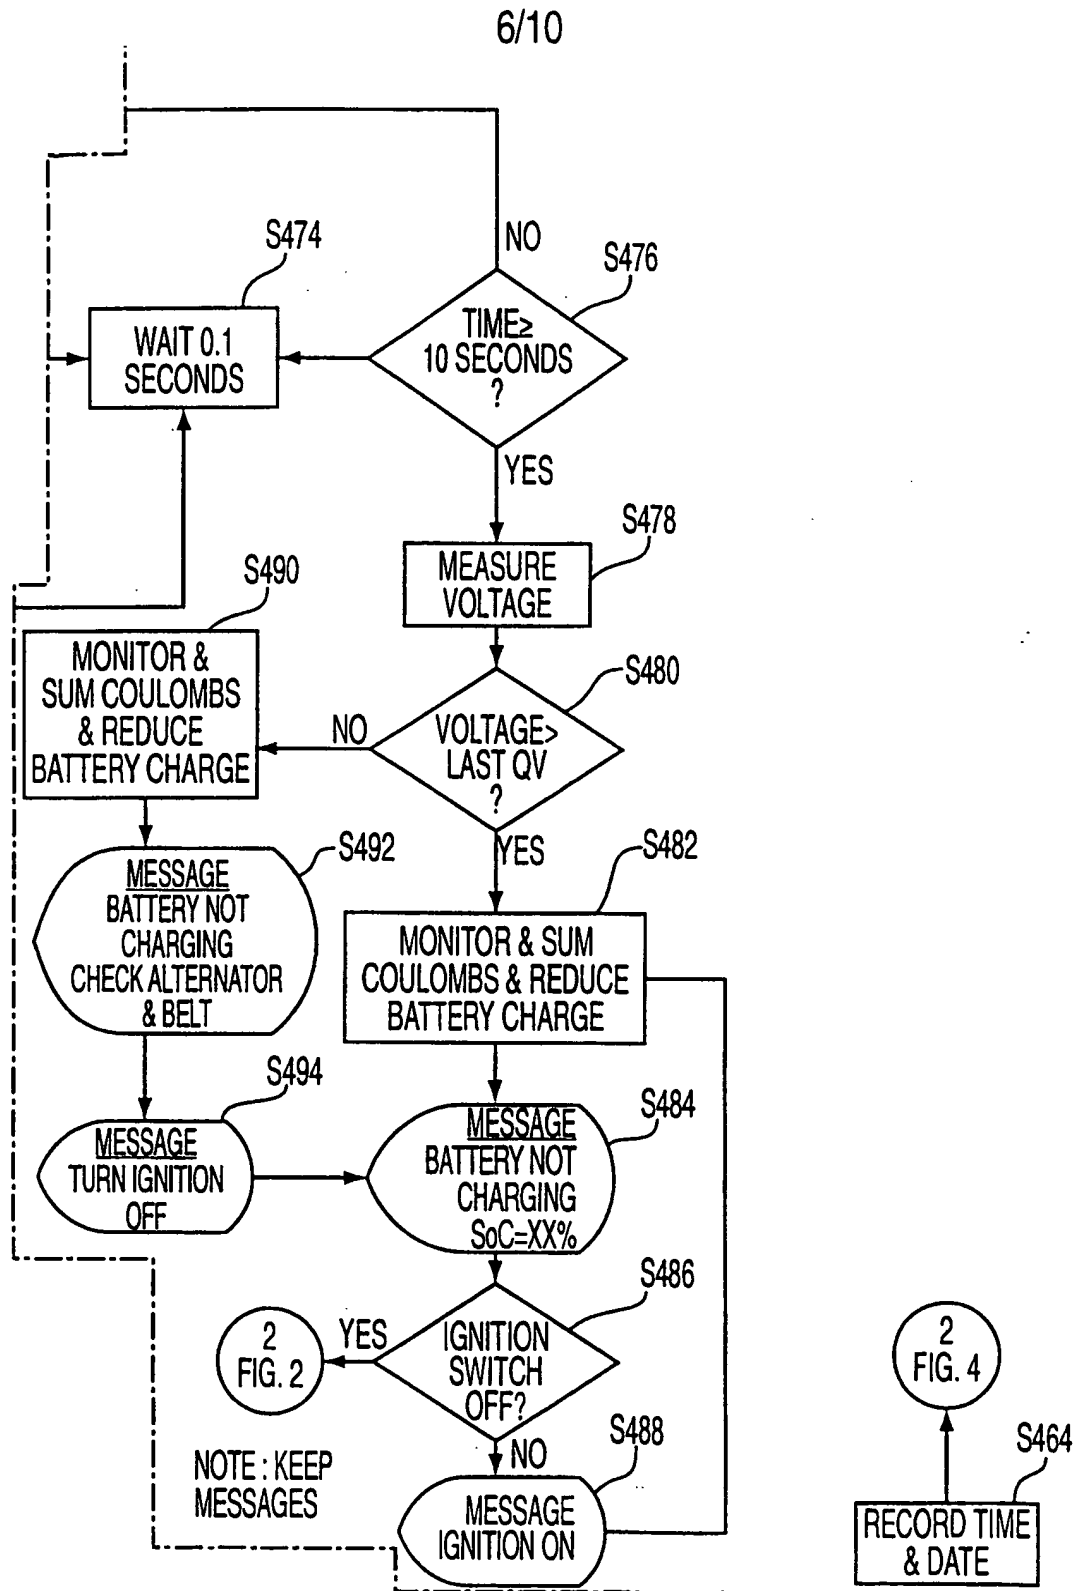 6/10
NO
S474
S476
WAIT 0.1
SECONDS
TIME≥
10 SECONDS
?
YES
S478
MEASURE
VOLTAGE
S490
MONITOR &
SUM COULOMBS
& REDUCE
BATTERY CHARGE
S480
NO
VOLTAGE>
LAST QV
?
YES
S492
MESSAGE
BATTERY NOT
CHARGING
CHECK ALTERNATOR
& BELT
S482
MONITOR & SUM
COULOMBS & REDUCE
BATTERY CHARGE
S494
MESSAGE
TURN IGNITION
OFF
S484
MESSAGE
BATTERY NOT
CHARGING
SoC=XX%
S486
IGNITION
SWITCH
OFF?
YES
2
FIG. 2
NO
S488
MESSAGE
IGNITION ON
NOTE : KEEP
MESSAGES
2
FIG. 4
S464
RECORD TIME
& DATE